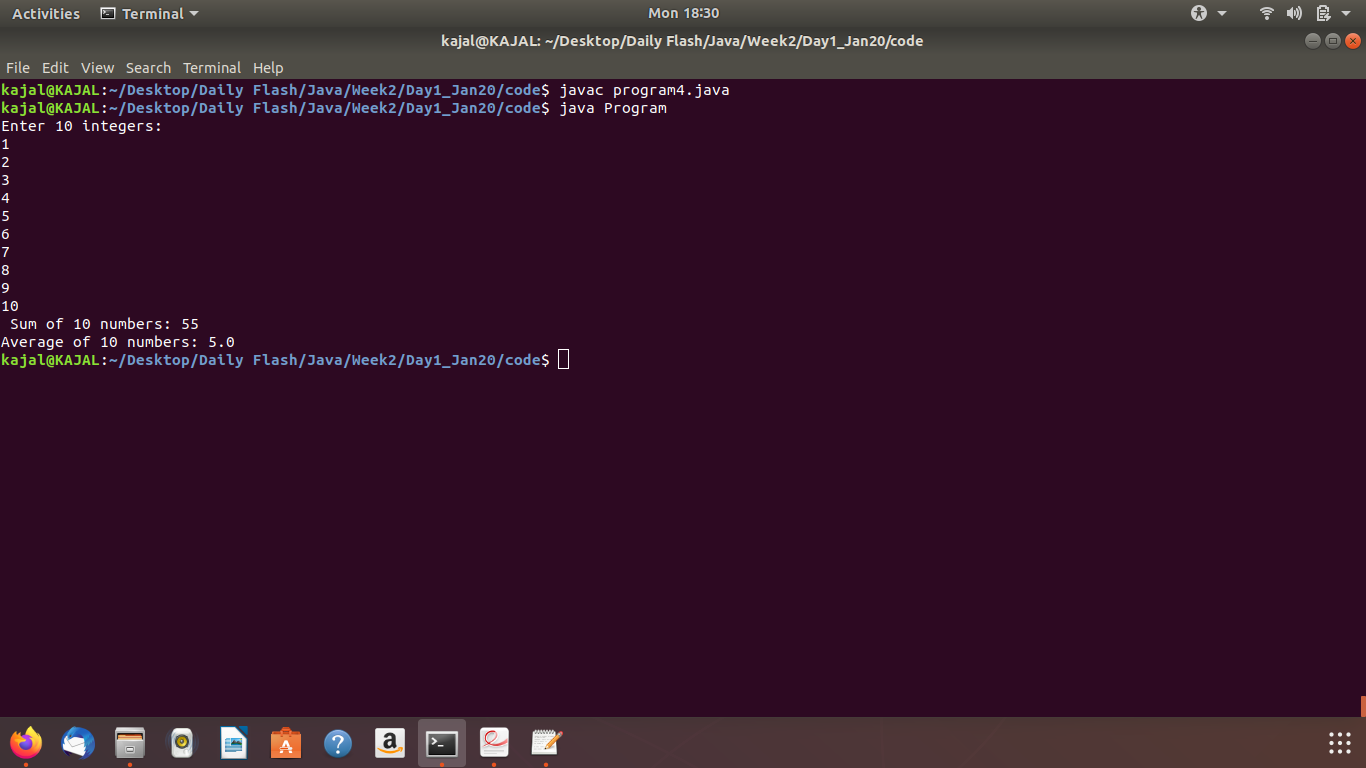 Activities Terminal Mon 18:30
kajal@KAJAL: ~/Desktop/Daily Flash/Java/Week2/Day1_Jan20/code
File Edit View Search Terminal Help
kajal@KAJAL:~/Desktop/Daily Flash/Java/Week2/Day1_Jan20/code$ javac program4.java
kajal@KAJAL:~/Desktop/Daily Flash/Java/Week2/Day1_Jan20/code$ java Program
Enter 10 integers:
1
2
3
4
5
6
7
8
9
10
 Sum of 10 numbers: 55
Average of 10 numbers: 5.0
kajal@KAJAL:~/Desktop/Daily Flash/Java/Week2/Day1_Jan20/code$